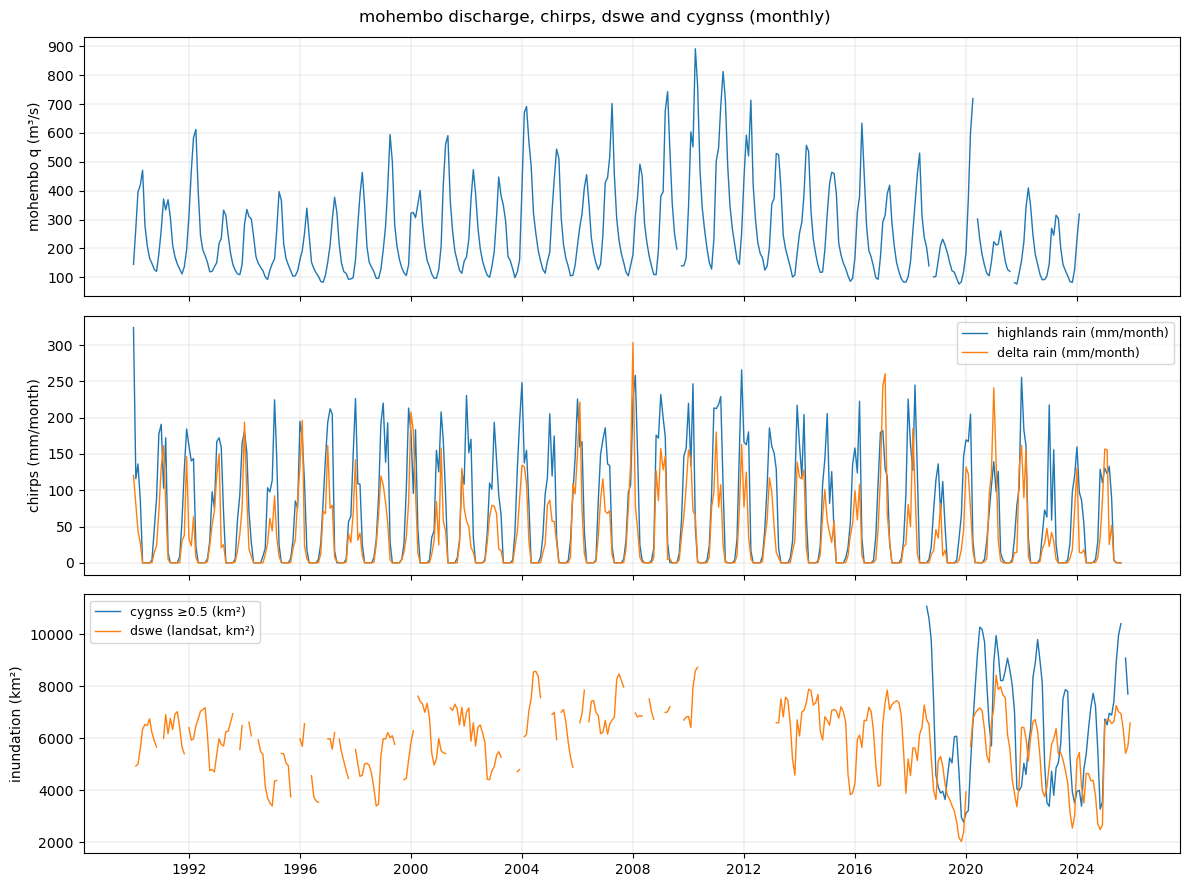 mohembo discharge, chirps, dswe and cygnss (monthly)
mohembo q (m³/s)
900
800
700
600
500
400
300
200
100
chirps (mm/month)
300
250
200
150
100
50
0
highlands rain (mm/month)
delta rain (mm/month)
inundation (km²)
10000
8000
6000
4000
2000
cygnss ≥0.5 (km²)
dswe (landsat, km²)
1992 1996 2000 2004 2008 2012 2016 2020 2024